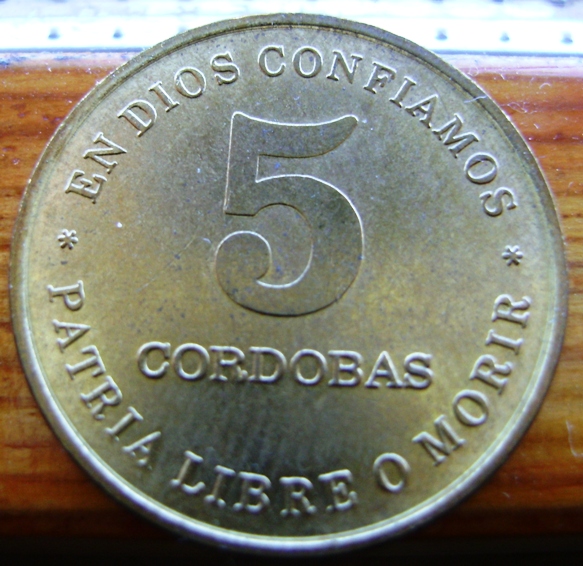 EN DIOS CONFIAMOS
5
CORDOBAS
* PATRIA LIBRE O MORIR *